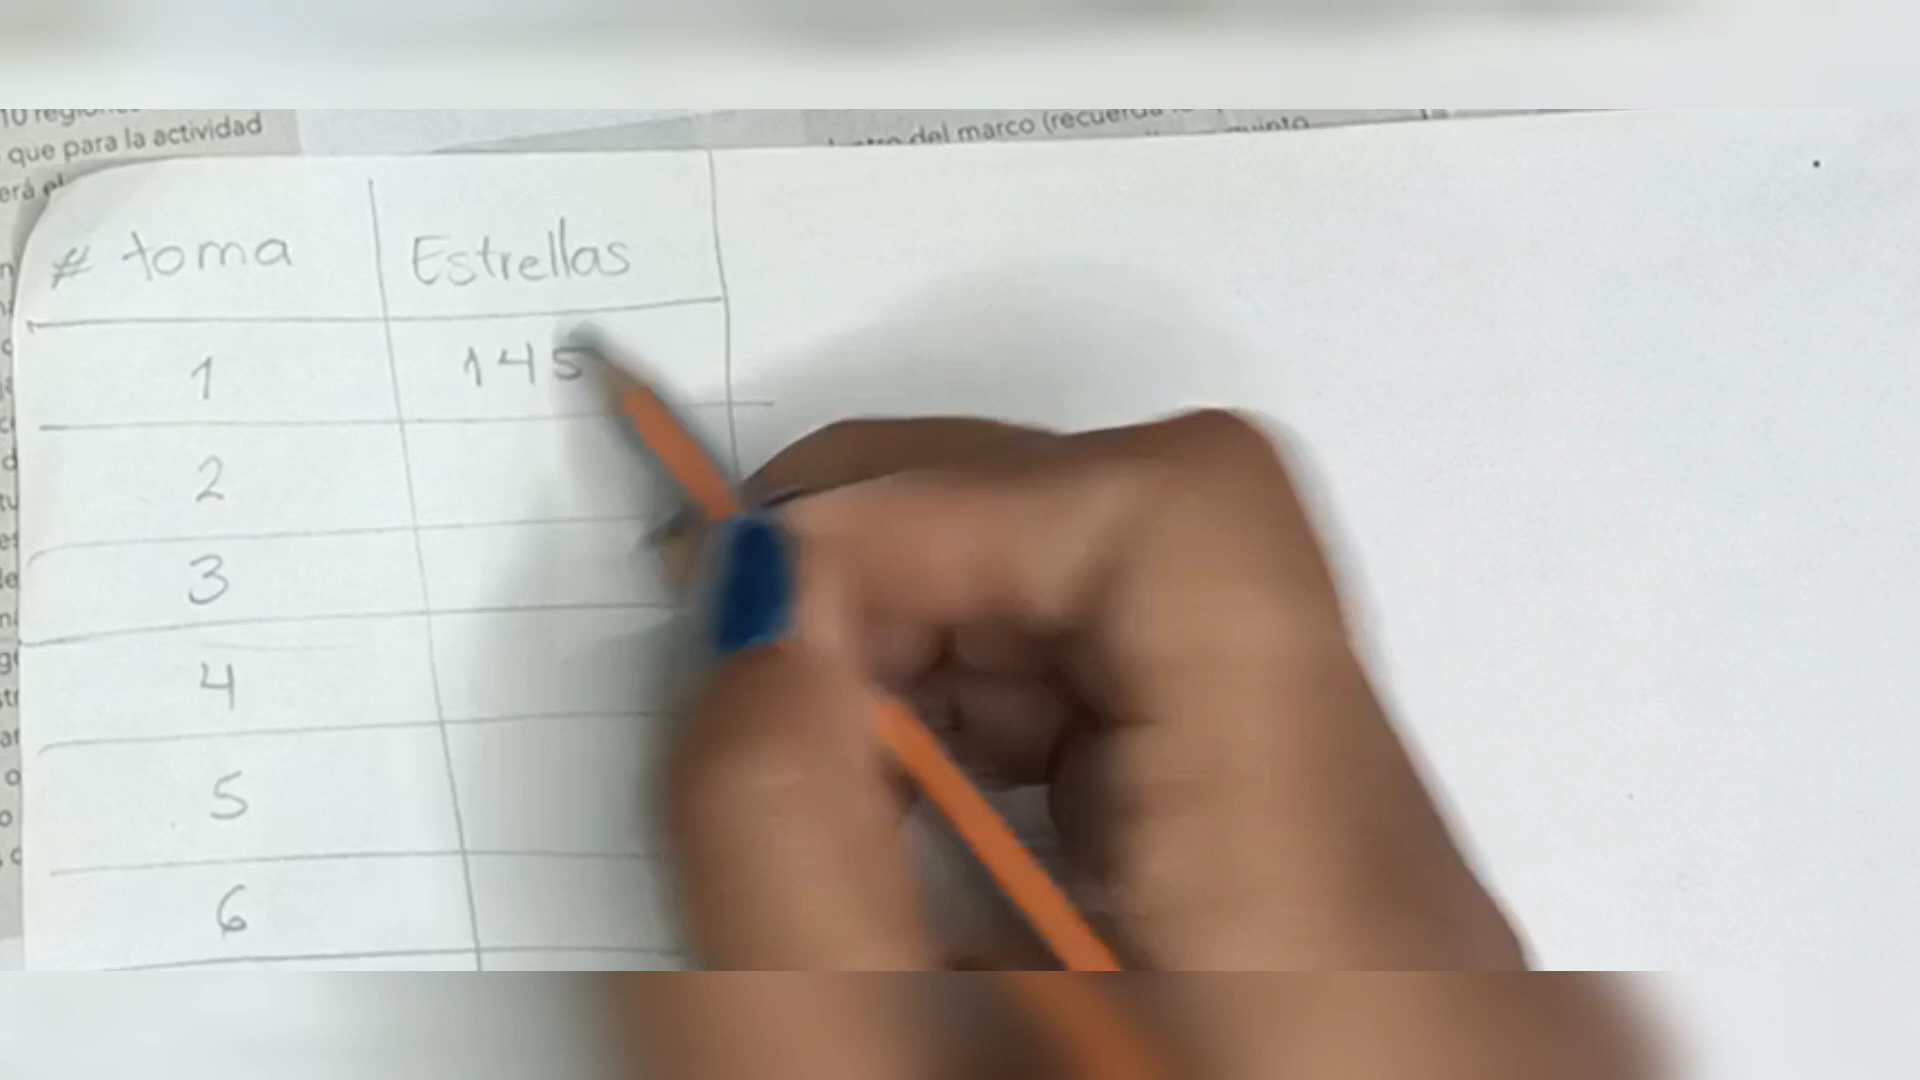 que para la actividad
del marco (recuerda
# toma Estrellas
1 145
2
3
4
5
6